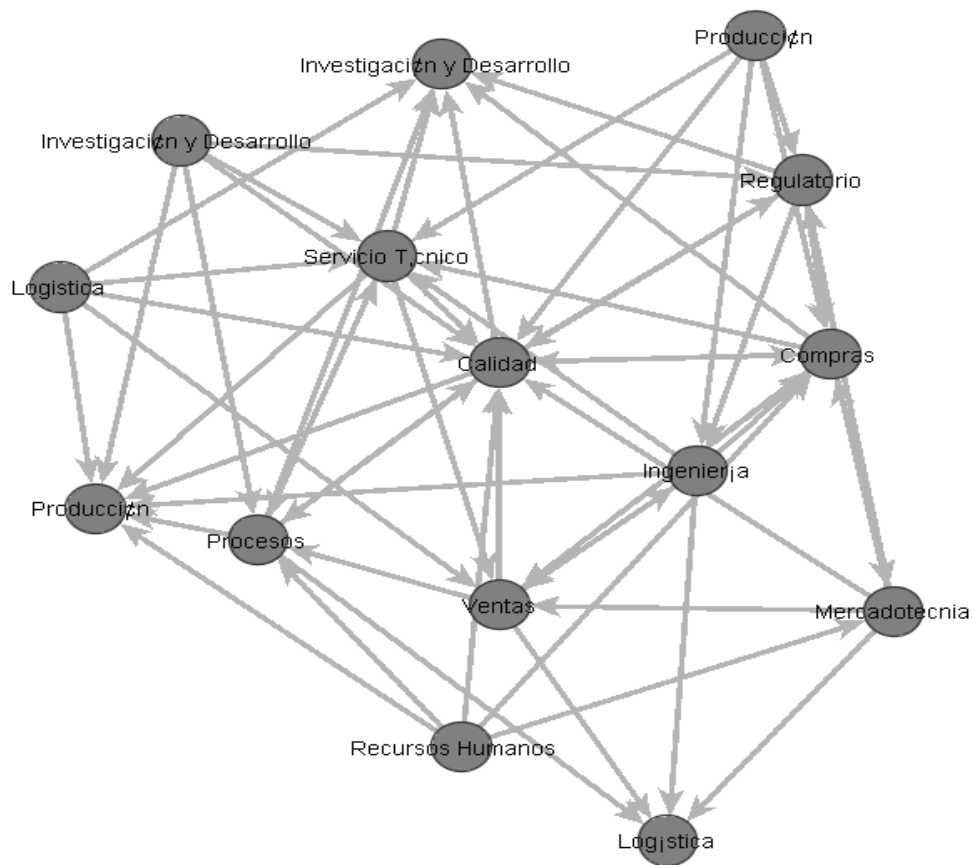 Producci¢n
Investigaci¢n y Desarrollo
Investigaci¢n y Desarrollo
Regulatorio
Servicio T‚cnico
Logistica
Calidad
Compras
Ingenier¡a
Producci¢n
Procesos
Ventas
Mercadotecnia
Recursos Humanos
Log¡stica